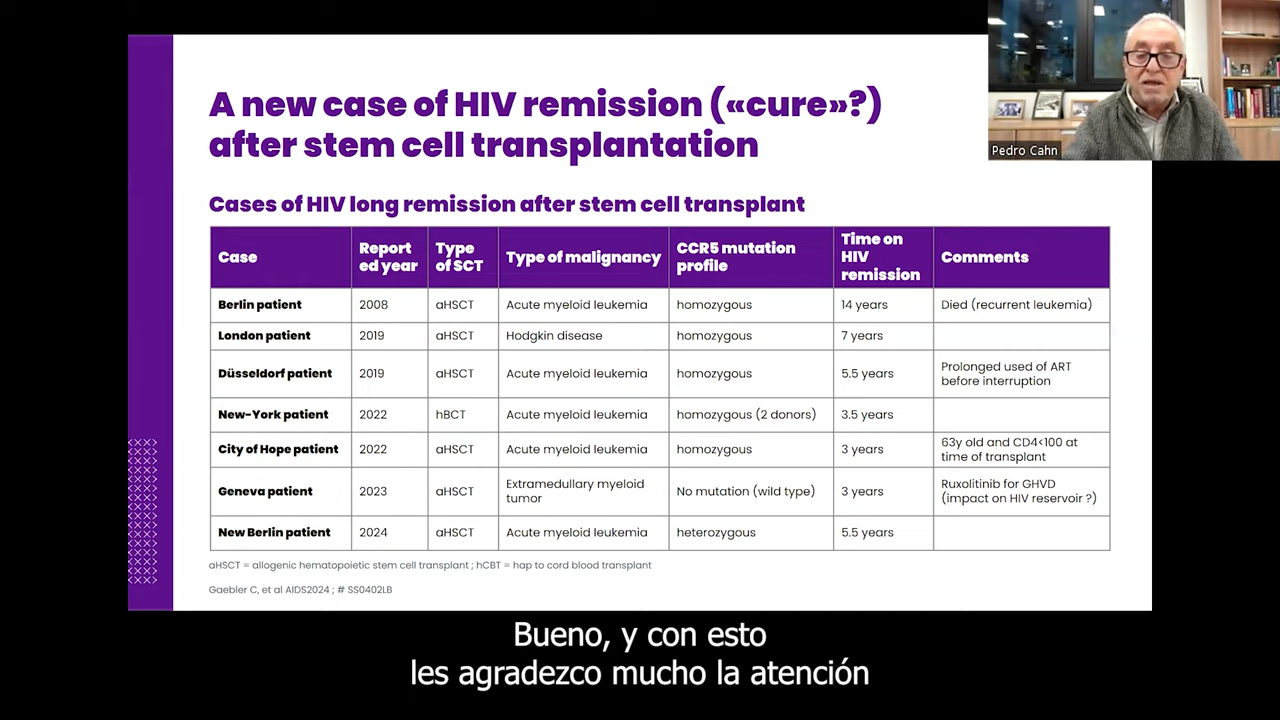 A new case of HIV remission («cure»?)
after stem cell transplantation
Pedro Cahn
Cases of HIV long remission after stem cell transplant
Case | Report ed year | Type of SCT | Type of malignancy | CCR5 mutation profile | Time on HIV remission | Comments
Berlin patient | 2008 | aHSCT | Acute myeloid leukemia | homozygous | 14 years | Died (recurrent leukemia)
London patient | 2019 | aHSCT | Hodgkin disease | homozygous | 7 years
Düsseldorf patient | 2019 | aHSCT | Acute myeloid leukemia | homozygous | 5.5 years | Prolonged used of ART before interruption
New-York patient | 2022 | hBCT | Acute myeloid leukemia | homozygous (2 donors) | 3.5 years
City of Hope patient | 2022 | aHSCT | Acute myeloid leukemia | homozygous | 3 years | 63y old and CD4<100 at time of transplant
Geneva patient | 2023 | aHSCT | Extramedullary myeloid tumor | No mutation (wild type) | 3 years | Ruxolitinib for GHVD (impact on HIV reservoir ?)
New Berlin patient | 2024 | aHSCT | Acute myeloid leukemia | heterozygous | 5.5 years
aHSCT = allogenic hematopoietic stem cell transplant ; hCBT = hap to cord blood transplant
Gaebler C, et al AIDS2024 ; # SS0402LB
Bueno, y con esto
les agradezco mucho la atención